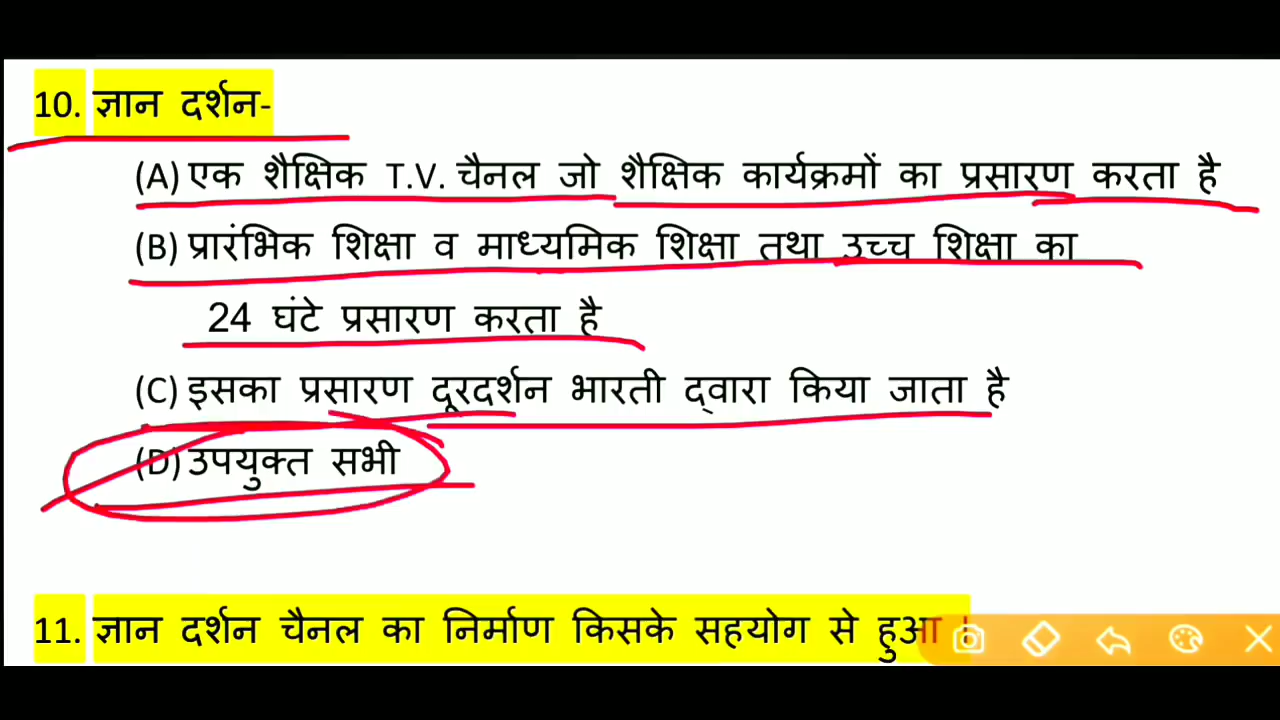 10. ज्ञान दर्शन-
(A) एक शैक्षिक T.V. चैनल जो शैक्षिक कार्यक्रमों का प्रसारण करता है
(B) प्रारंभिक शिक्षा व माध्यमिक शिक्षा तथा उच्च शिक्षा का
24 घंटे प्रसारण करता है
(C) इसका प्रसारण दूरदर्शन भारती द्वारा किया जाता है
(D) उपयुक्त सभी
11. ज्ञान दर्शन चैनल का निर्माण किसके सहयोग से हुआ ।